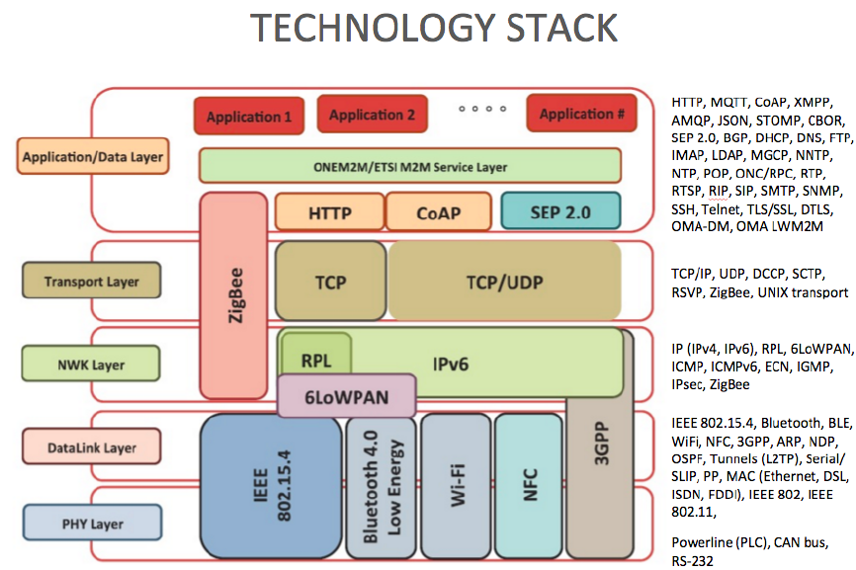 TECHNOLOGY STACK
Application 1
Application 2
Application #
Application/Data Layer
ONEM2M/ETSI M2M Service Layer
HTTP
CoAP
SEP 2.0
HTTP, MQTT, CoAP, XMPP,
AMQP, JSON, STOMP, CBOR,
SEP 2.0, BGP, DHCP, DNS, FTP,
IMAP, LDAP, MGCP, NNTP,
NTP, POP, ONC/RPC, RTP,
RTSP, RIP, SIP, SMTP, SNMP,
SSH, Telnet, TLS/SSL, DTLS,
OMA-DM, OMA LWM2M
ZigBee
Transport Layer
TCP
TCP/UDP
TCP/IP, UDP, DCCP, SCTP,
RSVP, ZigBee, UNIX transport
NWK Layer
RPL
IPv6
6LoWPAN
IP (IPv4, IPv6), RPL, 6LoWPAN,
ICMP, ICMPv6, ECN, IGMP,
IPsec, ZigBee
DataLink Layer
PHY Layer
IEEE
802.15.4
Bluetooth 4.0
Low Energy
Wi-Fi
NFC
3GPP
IEEE 802.15.4, Bluetooth, BLE,
WiFi, NFC, 3GPP, ARP, NDP,
OSPF, Tunnels (L2TP), Serial/
SLIP, PP, MAC (Ethernet, DSL,
ISDN, FDDI), IEEE 802, IEEE
802.11,
Powerline (PLC), CAN bus,
RS-232